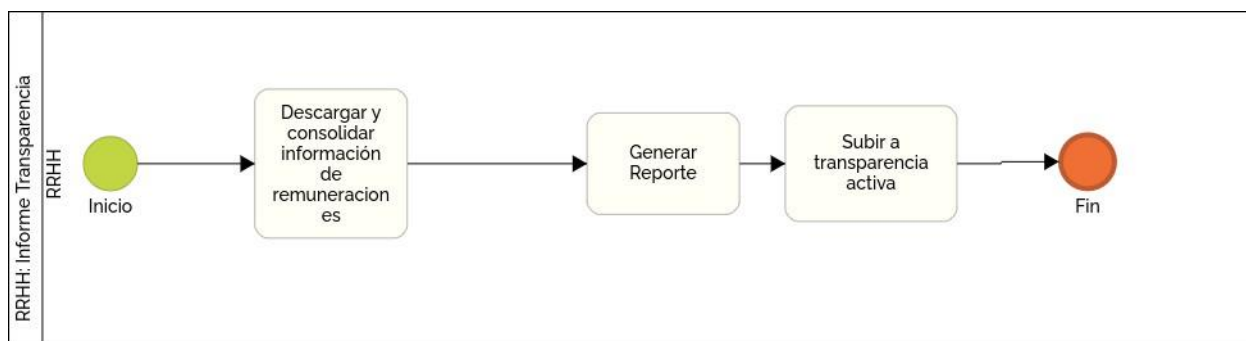 RRHH: Informe Transparencia
RRHH
Inicio
Descargar y
consolidar
información
de
remuneracion
es
Generar
Reporte
Subir a
transparencia
activa
Fin